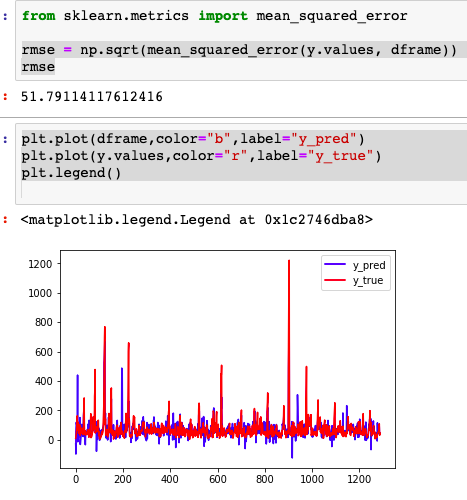 : from sklearn.metrics import mean_squared_error
rmse = np.sqrt(mean_squared_error(y.values, dframe))
rmse
: 51.79114117612416
: plt.plot(dframe,color="b",label="y_pred")
plt.plot(y.values,color="r",label="y_true")
plt.legend()
: <matplotlib.legend.Legend at 0x1c2746dba8>
y_pred
y_true
1200
1000
800
600
400
200
0
0 200 400 600 800 1000 1200